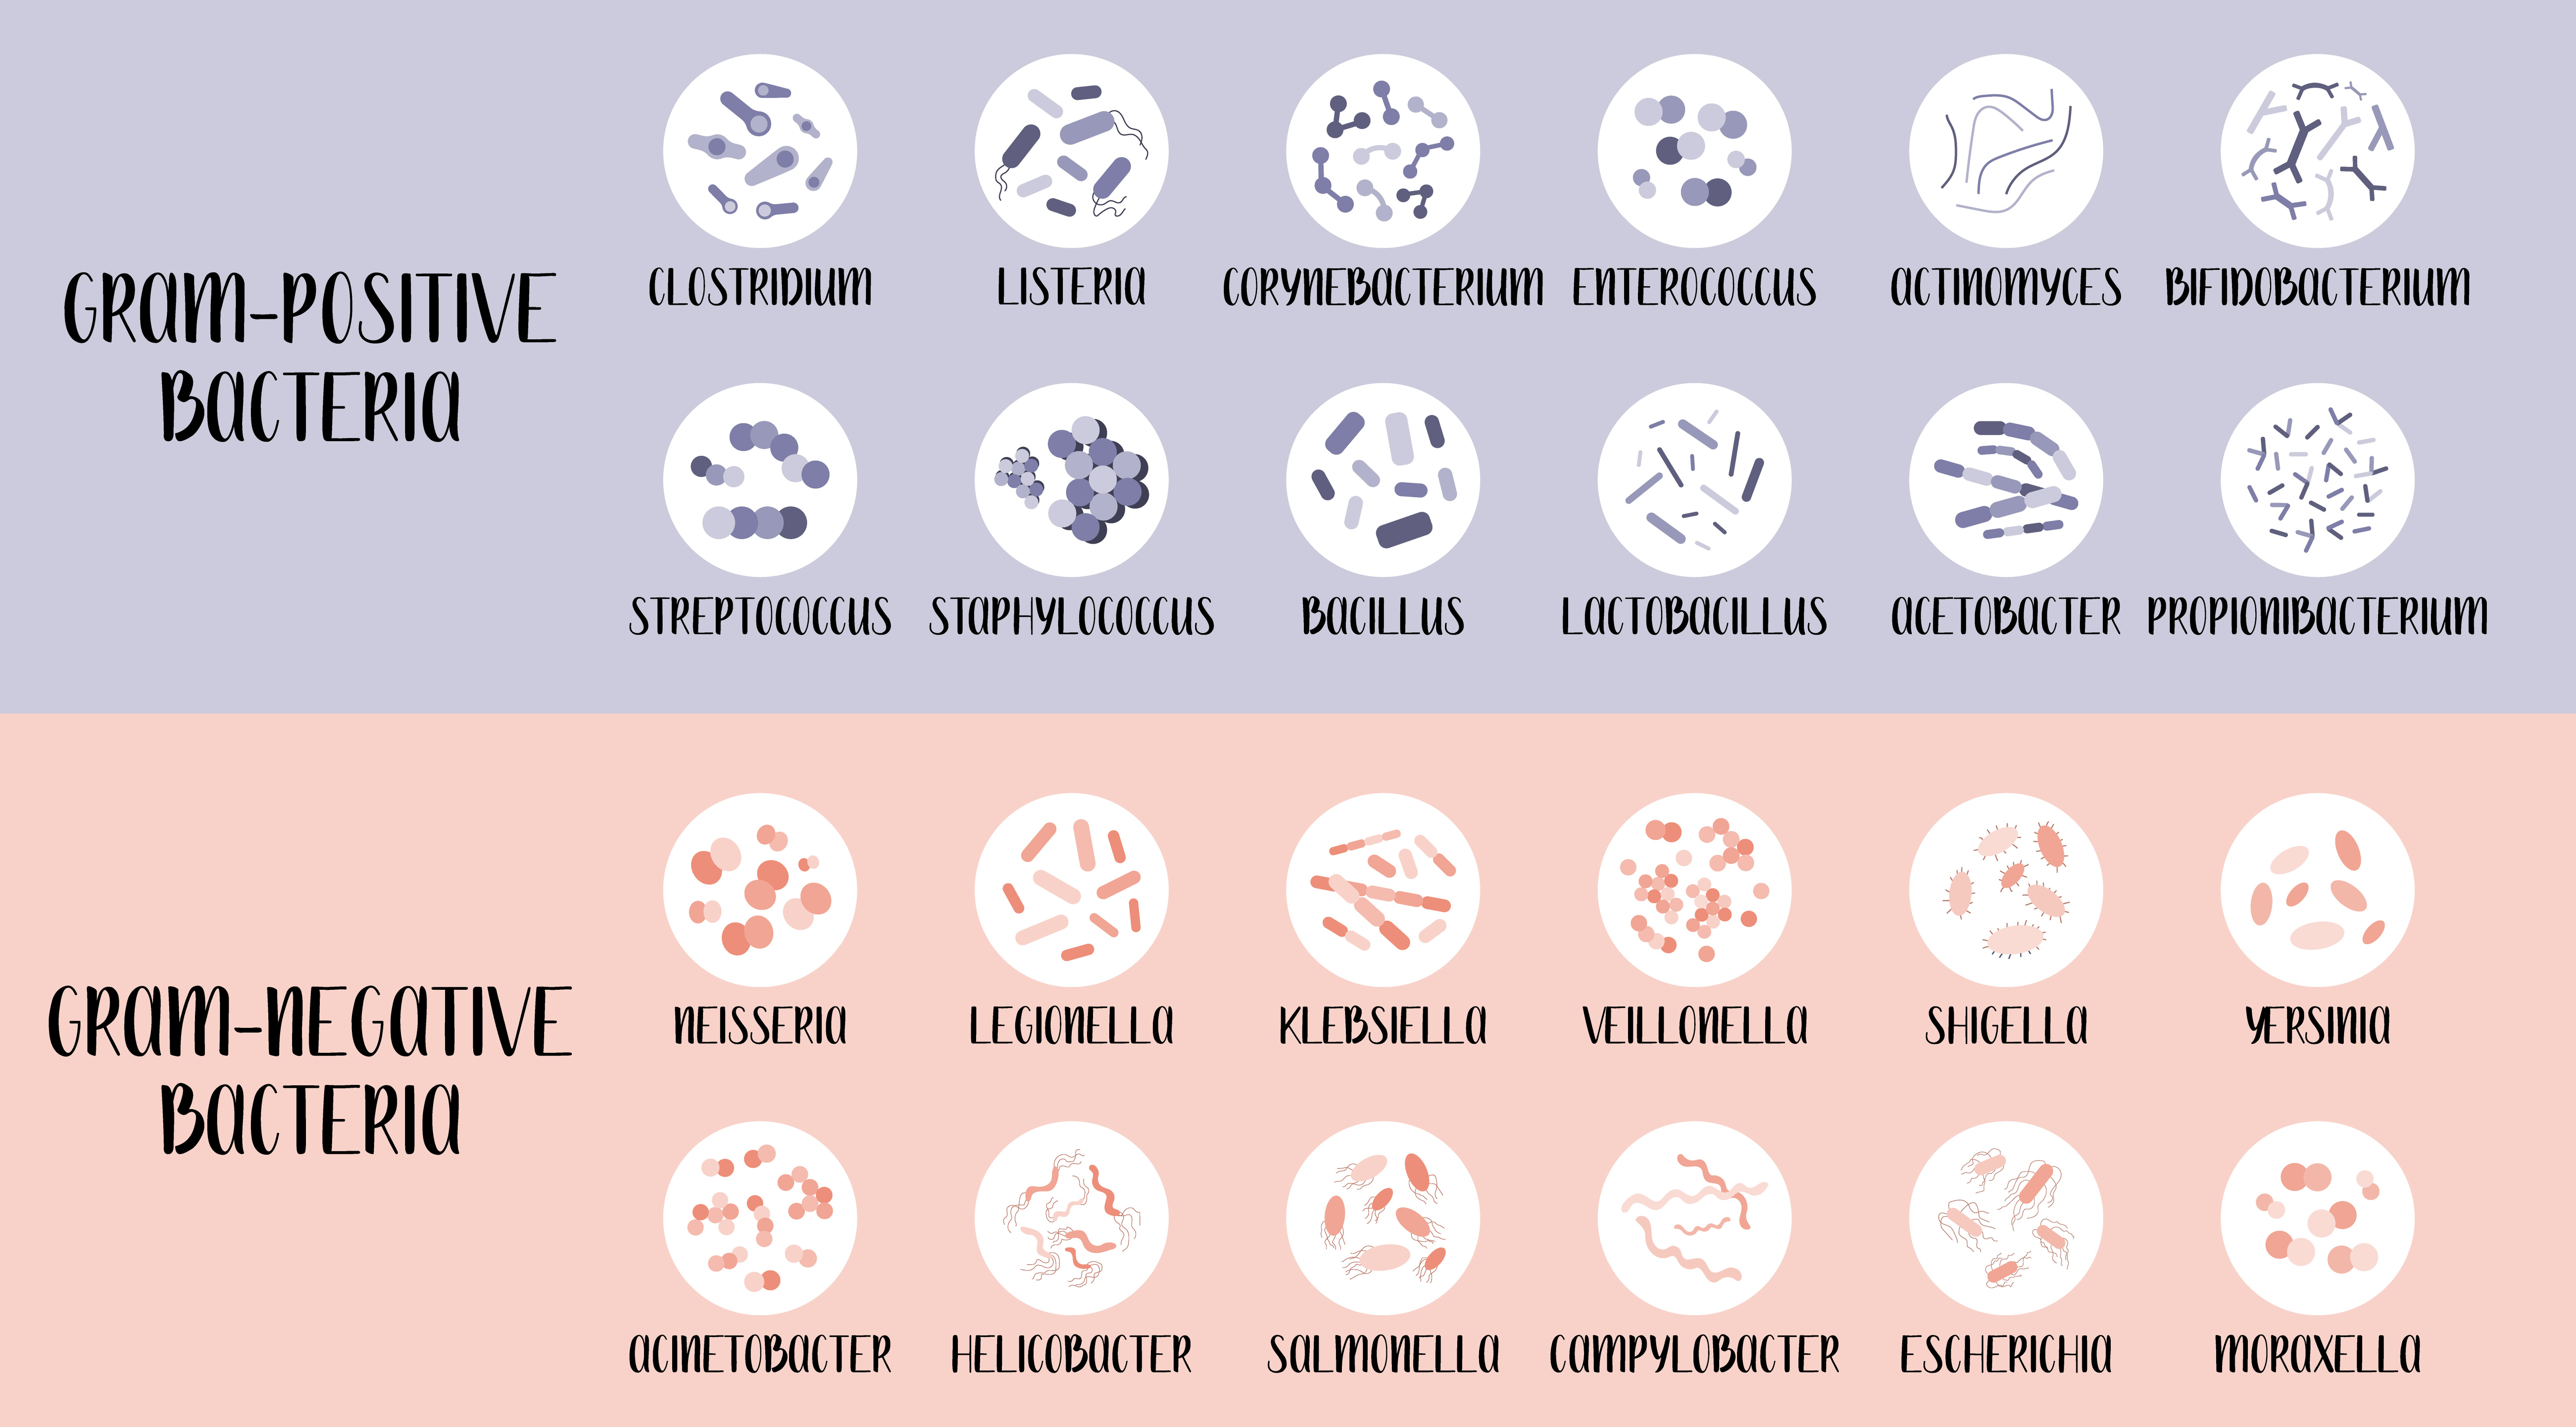 GRAM-POSITIVE
BACTERIA
CLOSTRIDIUM LISTERIA CORYNEBACTERIUM ENTEROCOCCUS ACTINOMYCES BIFIDOBACTERIUM
STREPTOCOCCUS STAPHYLOCOCCUS BACILLUS LACTOBACILLUS ACETOBACTER PROPIONIBACTERIUM
GRAM-NEGATIVE
BACTERIA
NEISSERIA LEGIONELLA KLEBSIELLA VEILLONELLA SHIGELLA YERSINIA
ACINETOBACTER HELICOBACTER SALMONELLA CAMPYLOBACTER ESCHERICHIA MORAXELLA